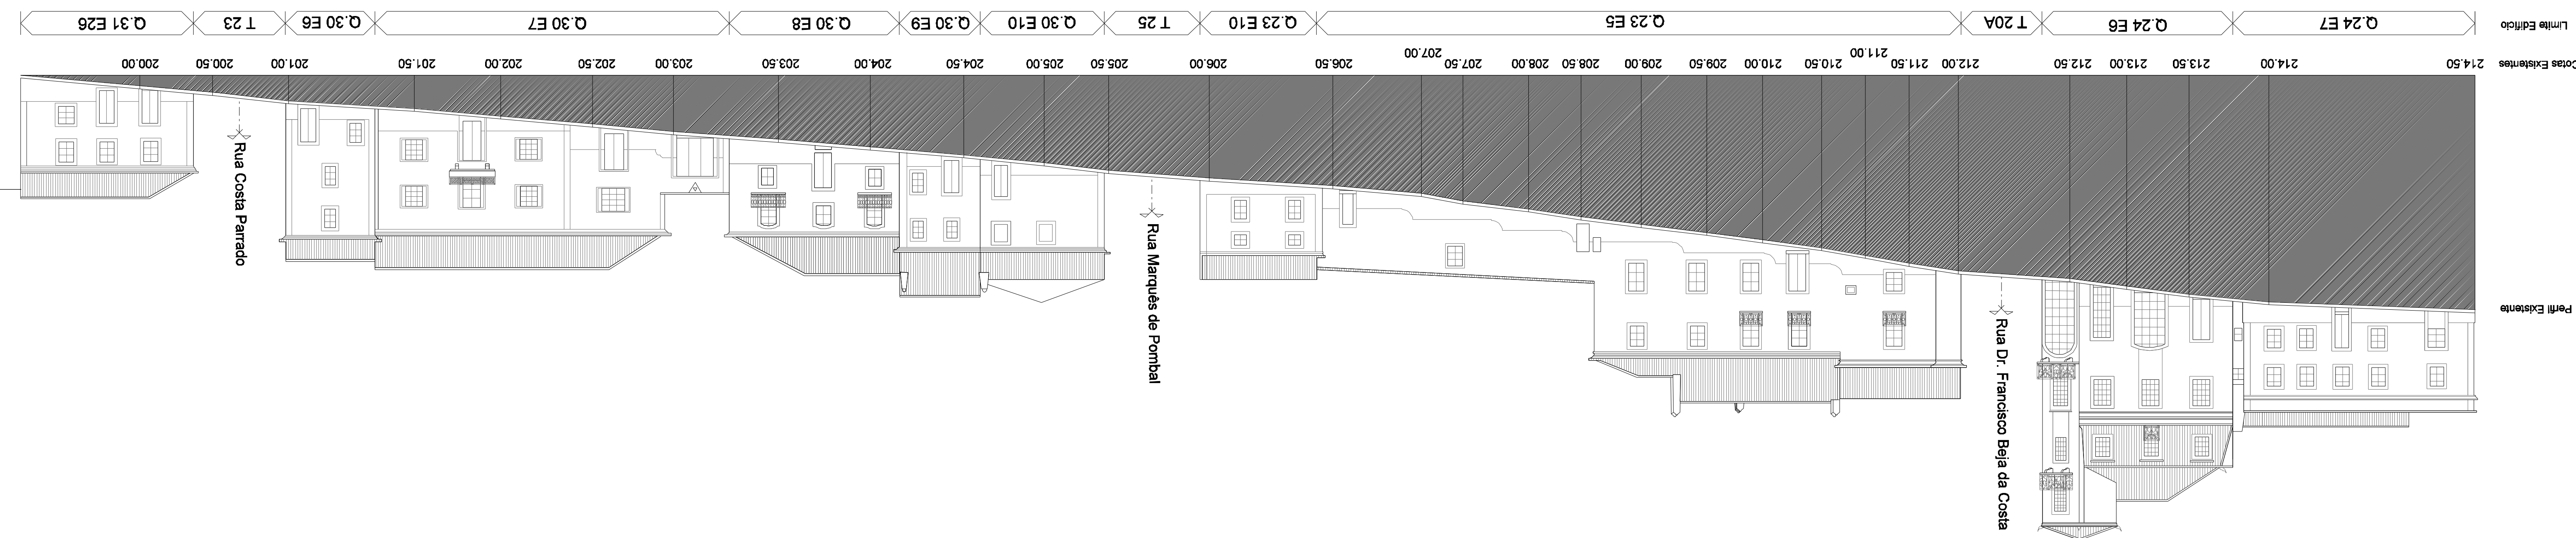 Rua Dr. Francisco Beja da Costa
Rua Marquês de Pombal
Rua Costa Parrado
Perfil Existente
Cotas Existentes 214.50 214.00 213.50 213.00 212.50 212.00 211.50 211.00 210.50 210.00 209.50 209.00 208.50 208.00 207.50 207.00 206.50 206.00 205.50 205.00 204.50 204.00 203.50 203.00 202.50 202.00 201.50 201.00 200.50 200.00
Limite Edifício Q.24 E7 Q.24 E6 T 20A Q.23 E5 Q.23 E10 T 25 Q.30 E10 Q.30 E9 Q.30 E8 Q.30 E7 Q.30 E6 T 23 Q.31 E26